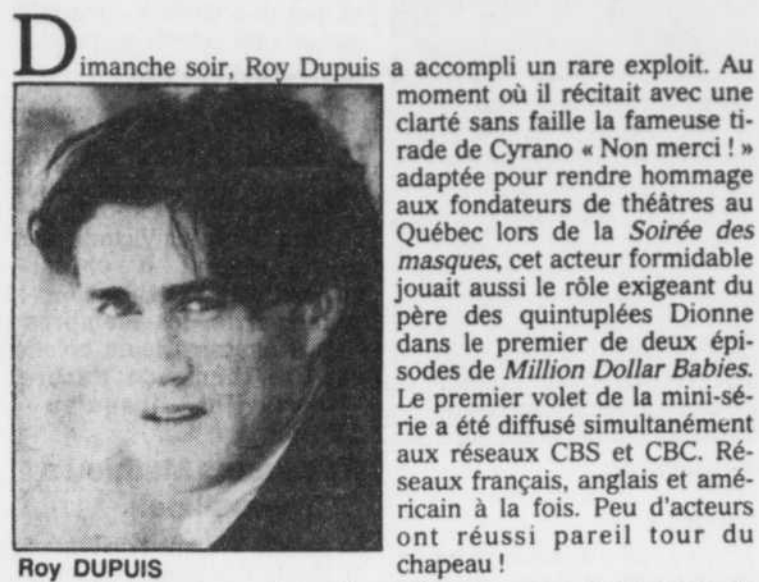 Dimanche soir, Roy Dupuis a accompli un rare exploit. Au
moment où il récitait avec une
clarté sans faille la fameuse ti-
rade de Cyrano « Non merci ! »
adaptée pour rendre hommage
aux fondateurs de théâtres au
Québec lors de la Soirée des
masques, cet acteur formidable
jouait aussi le rôle exigeant du
père des quintuplées Dionne
dans le premier de deux épi-
sodes de Million Dollar Babies.
Le premier volet de la mini-sé-
rie a été diffusé simultanément
aux réseaux CBS et CBC. Ré-
seaux français, anglais et amé-
ricain à la fois. Peu d'acteurs
ont réussi pareil tour du
chapeau !
Roy DUPUIS